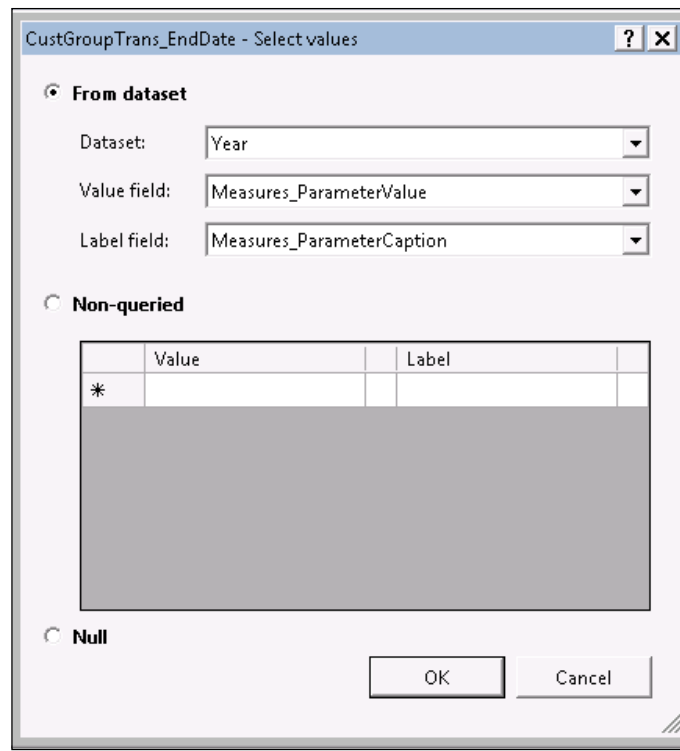 CustGroupTrans_EndDate - Select values
?
From dataset
Dataset: Year
Value field: Measures_ParameterValue
Label field: Measures_ParameterCaption
Non-queried
Value Label
*
Null
OK Cancel